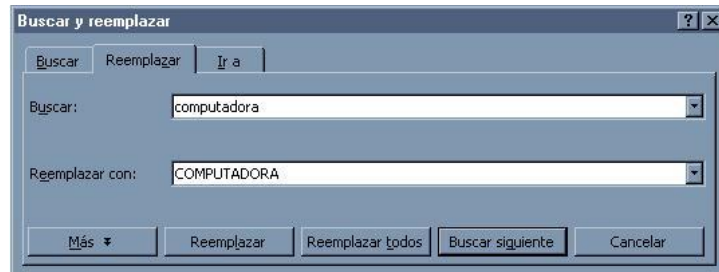 Buscar y reemplazar
Buscar Reemplazar Ir a
Buscar: computadora
Reemplazar con: COMPUTADORA
Más Reemplazar Reemplazar todos Buscar siguiente Cancelar